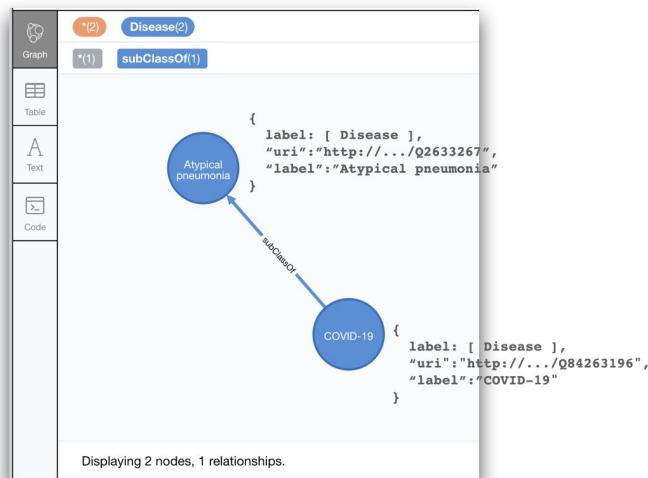 *(2) Disease(2)
*(1) subClassOf(1)
Graph
Table
Text
Code
{
label: [ Disease ],
“uri”:”http://.../Q2633267”,
“label”:”Atypical pneumonia”
}
Atypical
pneumonia
subClassOf
COVID-19
{
label: [ Disease ],
“uri":"http://.../Q84263196",
“label”:”COVID-19"
}
Displaying 2 nodes, 1 relationships.